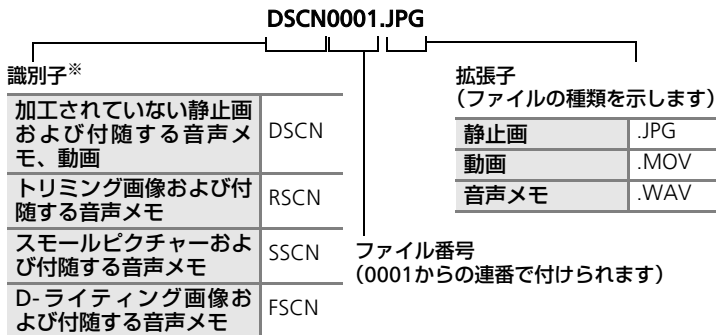 DSCN0001.JPG
識別子※
加工されていない静止画
および付随する音声メ
モ、動画
DSCN
トリミング画像および付
随する音声メモ
RSCN
スモールピクチャーおよ
び付随する音声メモ
SSCN
D-ライティング画像お
よび付随する音声メモ
FSCN
ファイル番号
（0001からの連番で付けられます）
拡張子
（ファイルの種類を示します）
静止画
.JPG
動画
.MOV
音声メモ
.WAV